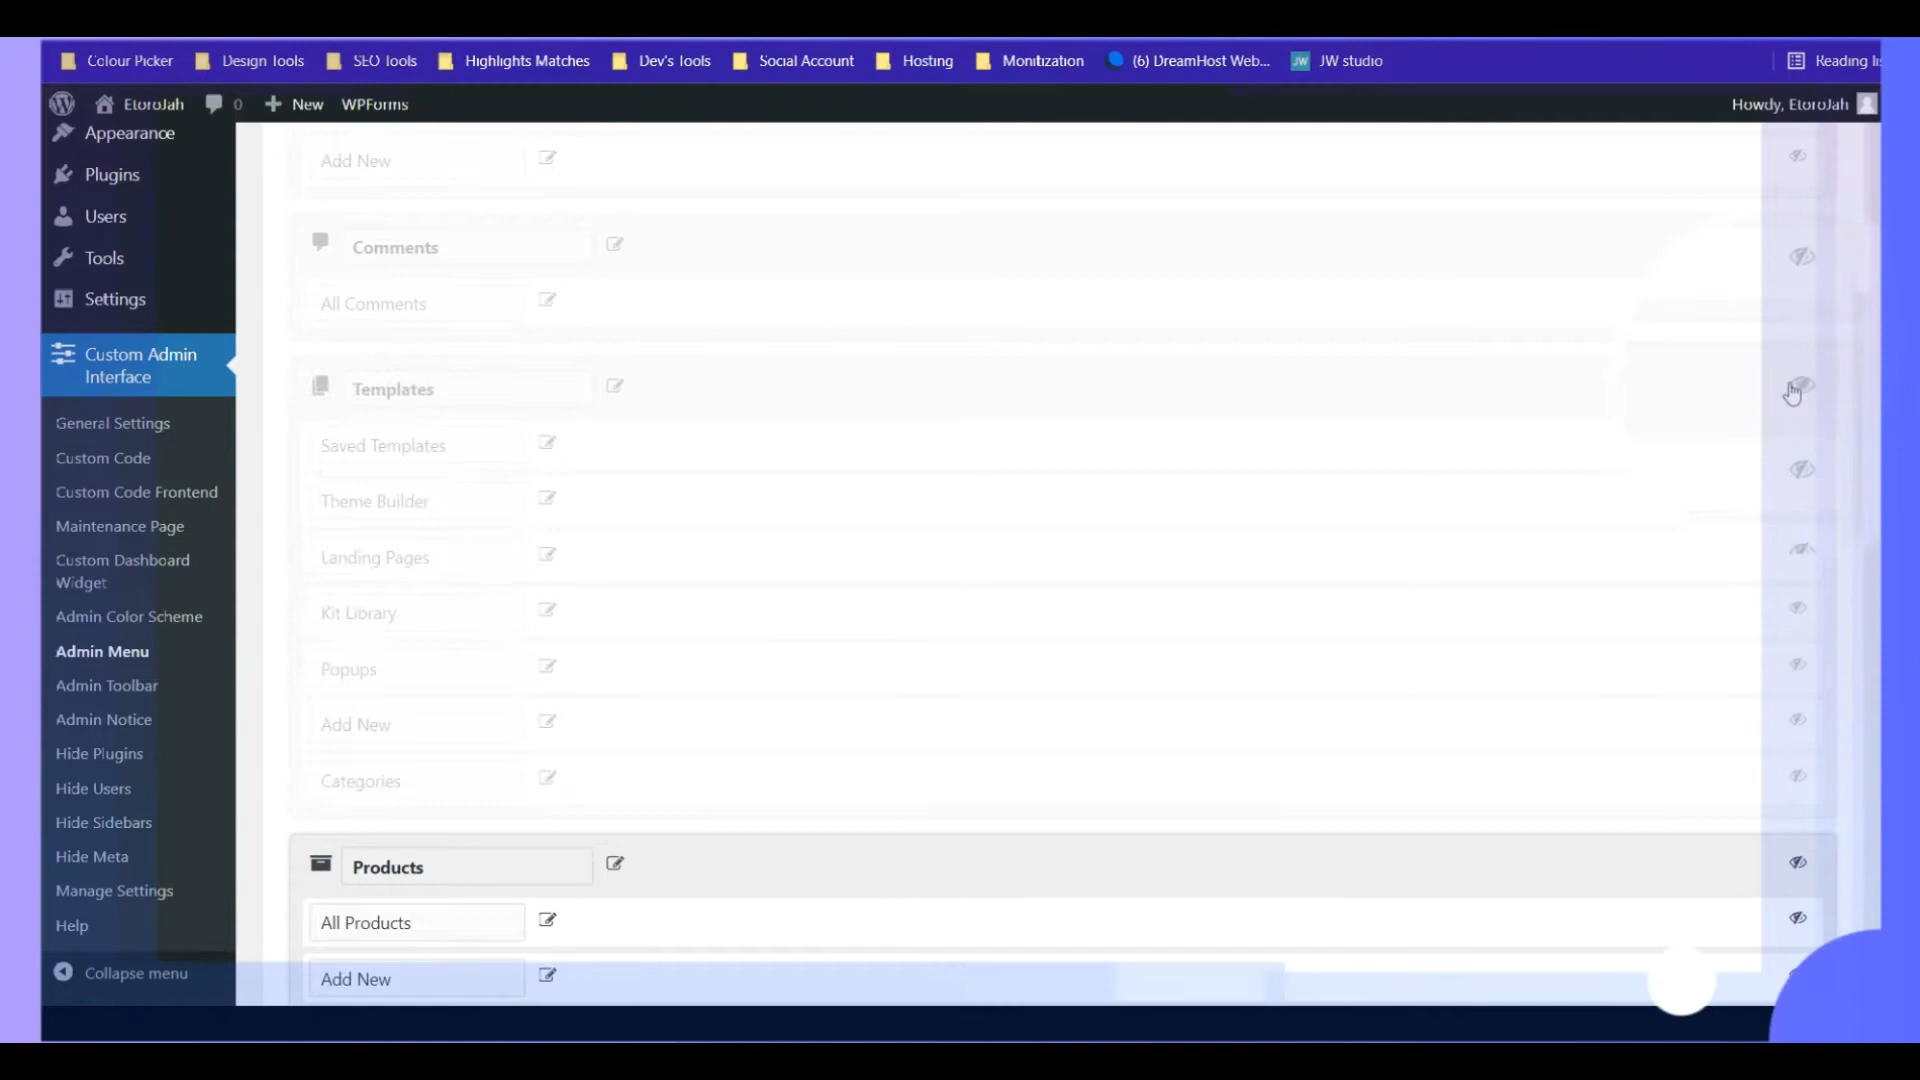 Colour Picker
Design Tools
SEO Tools
Highlights Matches
Dev's Tools
Social Account
Hosting
Monitization
(6) DreamHost Web...
JW
JW studio
Reading li
EtoroJah
0
New
WPForms
Howdy, EtoroJah
Appearance
Plugins
Users
Tools
Settings
Custom Admin
Interface
General Settings
Custom Code
Custom Code Frontend
Maintenance Page
Custom Dashboard
Widget
Admin Color Scheme
Admin Menu
Admin Toolbar
Admin Notice
Hide Plugins
Hide Users
Hide Sidebars
Hide Meta
Manage Settings
Help
Collapse menu
Add New
Comments
All Comments
Templates
Saved Templates
Theme Builder
Landing Pages
Kit Library
Popups
Add New
Categories
Products
All Products
Add New